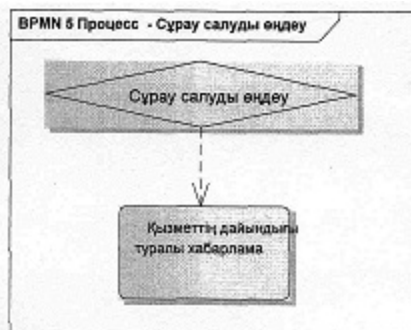 BPMN 5 Процесс - Сұрау салуды өңдеу
Сұрау салуды өңдеу
Қызметтің дайындығы
туралы хабарлама